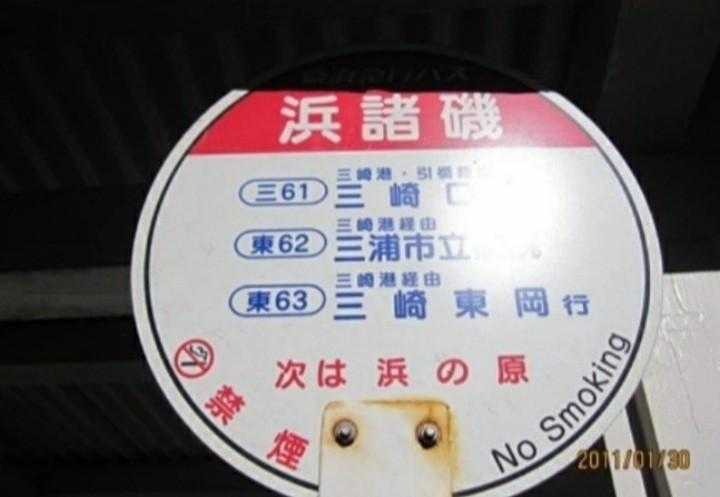 浜諸磯
三崎港・引橋
三61 三崎口
三崎港経由
東62 三浦市立
三崎港経由
東63 三崎東岡行
次は浜の原
禁煙
No Smoking
2011/01/30